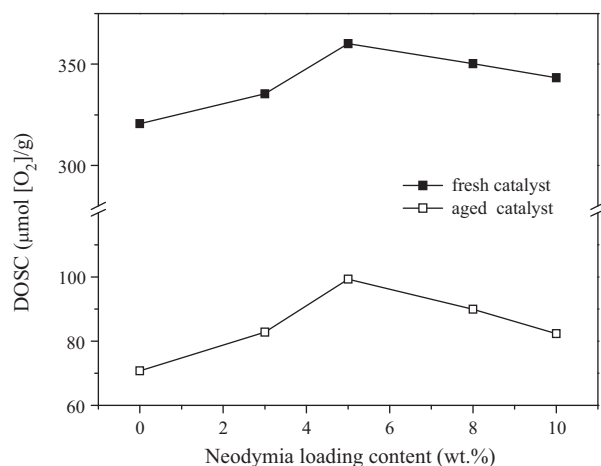 350
300
fresh catalyst
aged catalyst
DOSC (μmol [O₂]/g)
100
80
60
0 2 4 6 8 10
Neodymia loading content (wt.%)